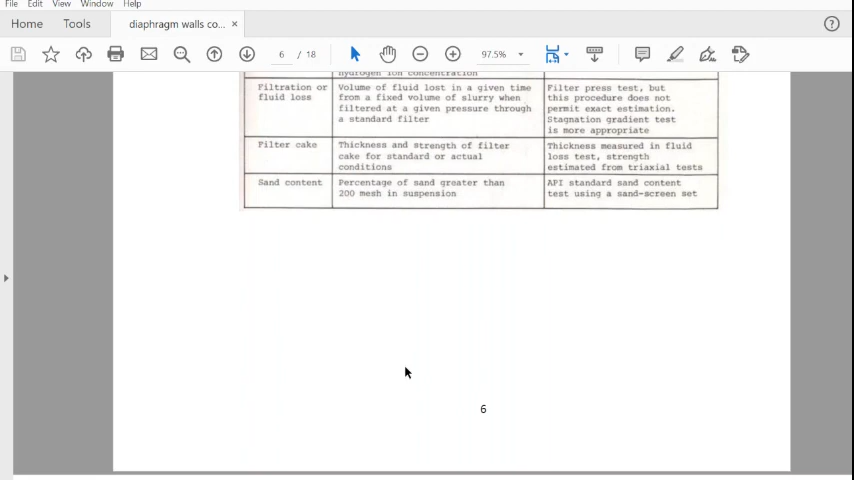 File Edit View Window Help
Home Tools diaphragm walls co... ×
6 / 18 97.5%
hydrogen ion concentration
Filtration or fluid loss
Volume of fluid lost in a given time
from a fixed volume of slurry when
filtered at a given pressure through
a standard filter
Filter press test, but
this procedure does not
permit exact estimation.
Stagnation gradient test
is more appropriate
Filter cake
Thickness and strength of filter
cake for standard or actual
conditions
Thickness measured in fluid
loss test, strength
estimated from triaxial tests
Sand content
Percentage of sand greater than
200 mesh in suspension
API standard sand content
test using a sand-screen set
6